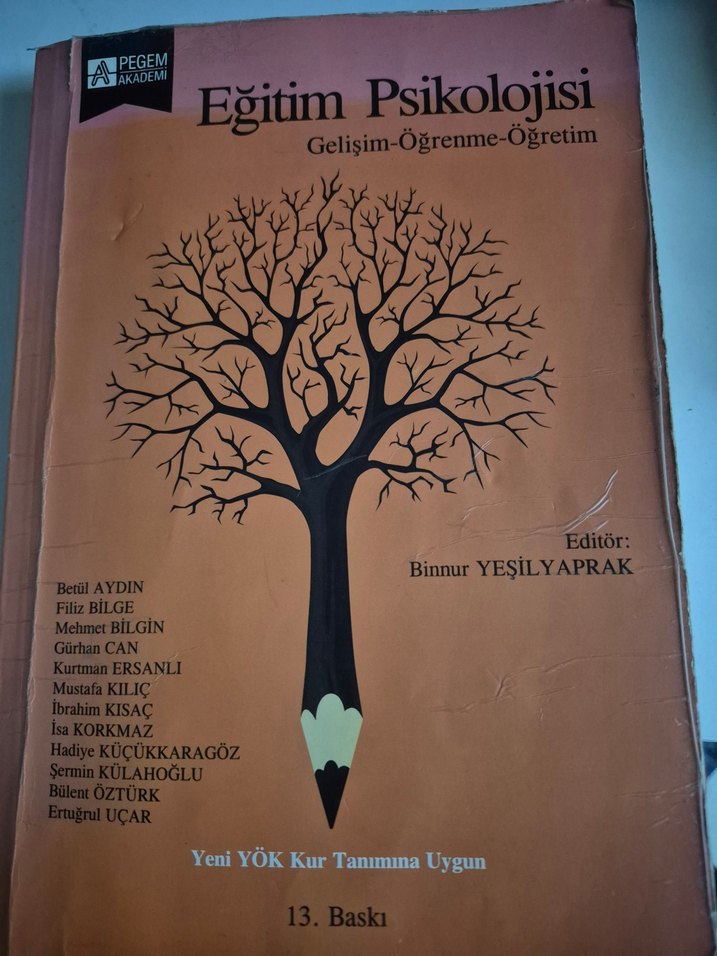 PEGEM
AKADEMİ
Eğitim Psikolojisi
Gelişim-Öğrenme-Öğretim
Editör:
Binnur YEŞİLYAPRAK
Betül AYDIN
Filiz BİLGE
Mehmet BİLGİN
Gürhan CAN
Kurtman ERSANLI
Mustafa KILIÇ
İbrahim KISAÇ
İsa KORKMAZ
Hadiye KÜÇÜKKARAGÖZ
Şermin KÜLAHOĞLU
Bülent ÖZTÜRK
Ertuğrul UÇAR
Yeni YÖK Kur Tanımına Uygun
13. Baskı